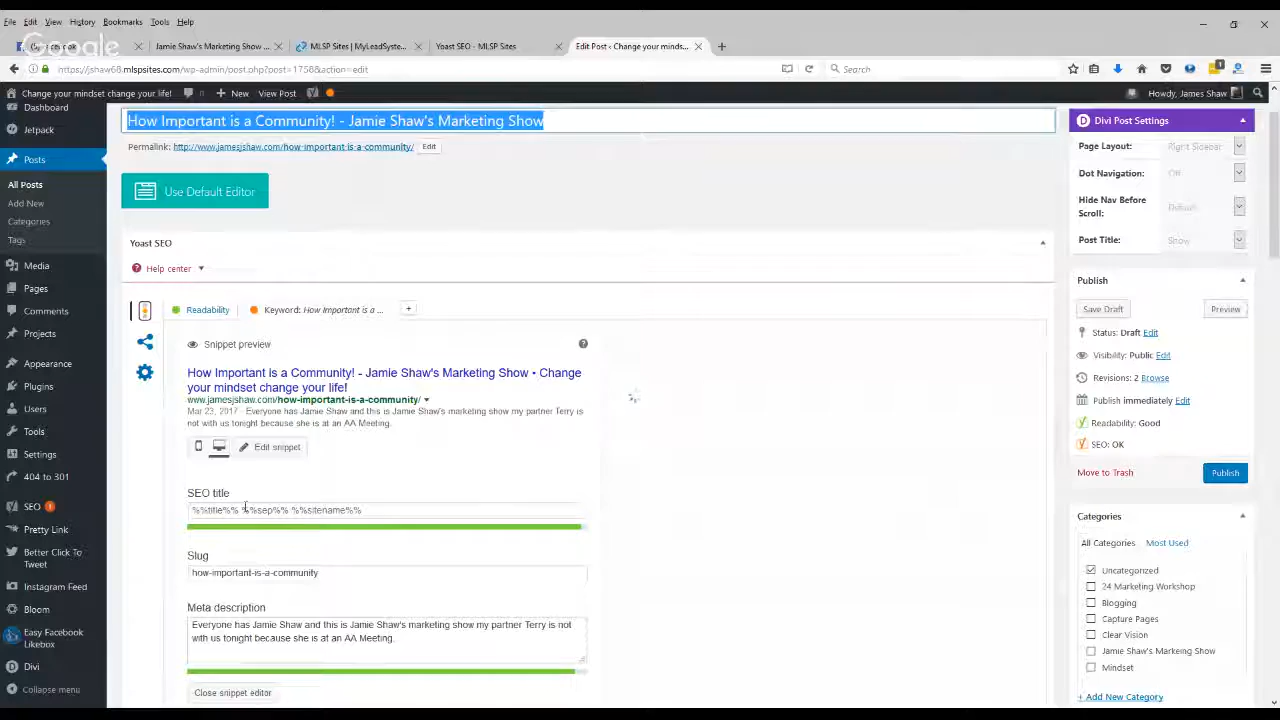 File Edit View History Bookmarks Tools Help
Google
Facebook × Jamie Shaw's Marketing Show ... × MLSP Sites | MyLeadSyste... × Yoast SEO - MLSP Sites × Edit Post ‹ Change your minds... × +
https://jshaw68.mlspsites.com/wp-admin/post.php?post=1758&action=edit
Search
Change your mindset change your life! + New View Post
Howdy, James Shaw
Dashboard
Jetpack
Posts
All Posts
Add New
Categories
Tags
Media
Pages
Comments
Projects
Appearance
Plugins
Users
Tools
Settings
404 to 301
SEO 1
Pretty Link
Better Click To
Tweet
Instagram Feed
Bloom
Easy Facebook
Likebox
Divi
Collapse menu
How Important is a Community! - Jamie Shaw's Marketing Show
Permalink: http://www.jamesjshaw.com/how-important-is-a-community/ Edit
Use Default Editor
Yoast SEO
Help center
Readability
Keyword: How Important is a ...
+
Snippet preview
How Important is a Community! - Jamie Shaw's Marketing Show • Change
your mindset change your life!
www.jamesjshaw.com/how-important-is-a-community/
Mar 23, 2017 - Everyone has Jamie Shaw and this is Jamie Shaw's marketing show my partner Terry is
not with us tonight because she is at an AA Meeting.
Edit snippet
SEO title
%%title%% %%sep%% %%sitename%%
Slug
how-important-is-a-community
Meta description
Everyone has Jamie Shaw and this is Jamie Shaw's marketing show my partner Terry is not
with us tonight because she is at an AA Meeting.
Close snippet editor
Divi Post Settings
Page Layout: Right Sidebar
Dot Navigation: Off
Hide Nav Before
Scroll: Default
Post Title: Show
Publish
Save Draft
Preview
Status: Draft Edit
Visibility: Public Edit
Revisions: 2 Browse
Publish immediately Edit
Readability: Good
SEO: OK
Move to Trash
Publish
Categories
All Categories Most Used
Uncategorized
24 Marketing Workshop
Blogging
Capture Pages
Clear Vision
Jamie Shaw's Markeing Show
Mindset
+ Add New Category